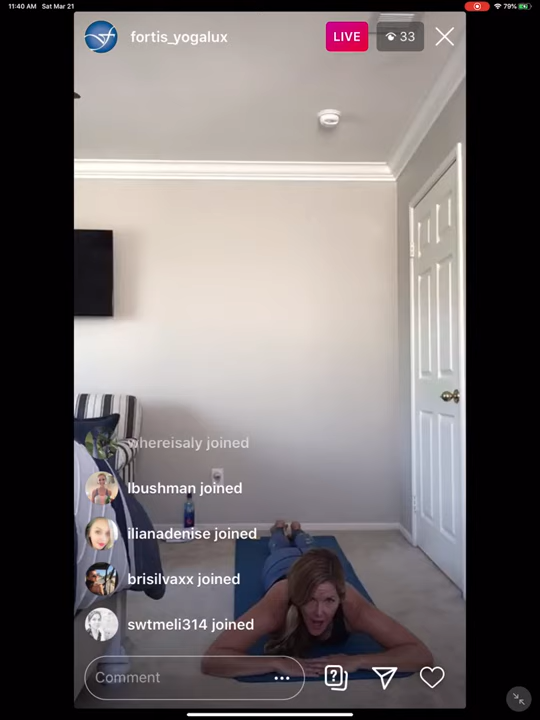 11:40 AM Sat Mar 21
79%
fortis_yogalux
LIVE
33
whereisaly joined
lbushman joined
ilianadenise joined
brisilvaxx joined
swtmeli314 joined
Comment